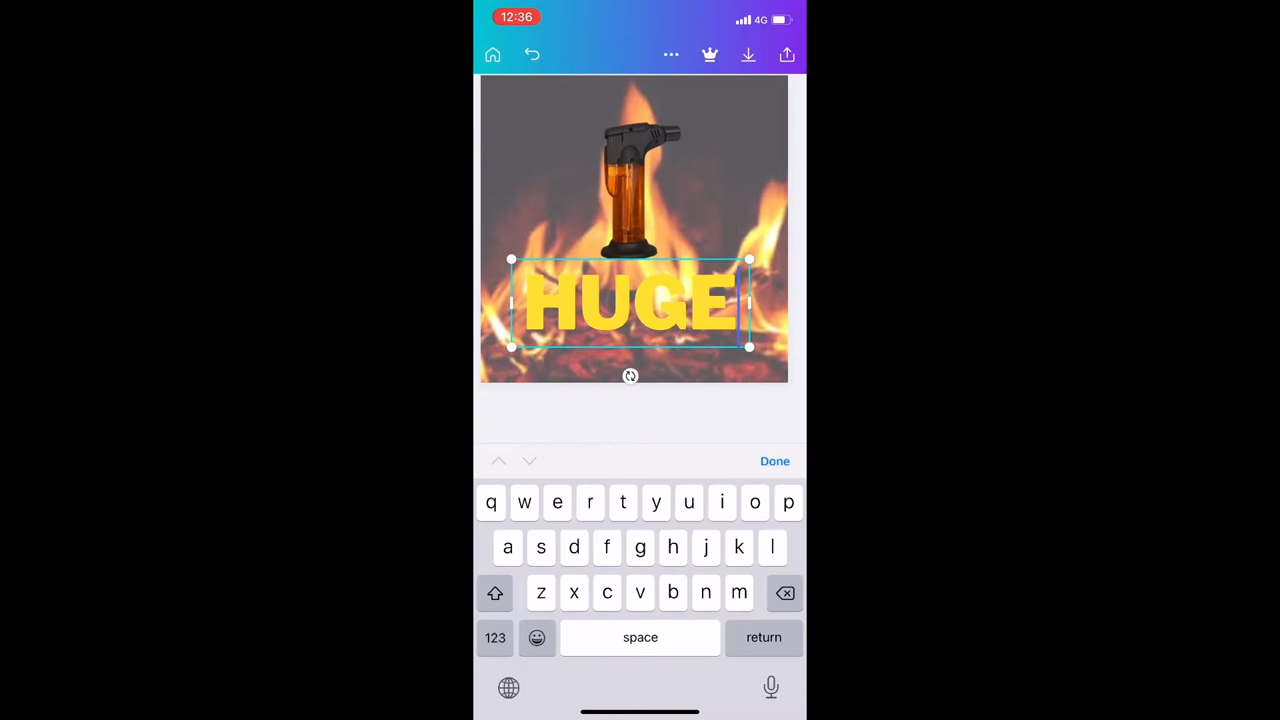 12:36
4G
HUGE
Done
q w e r t y u i o p
a s d f g h j k l
z x c v b n m
123 space return